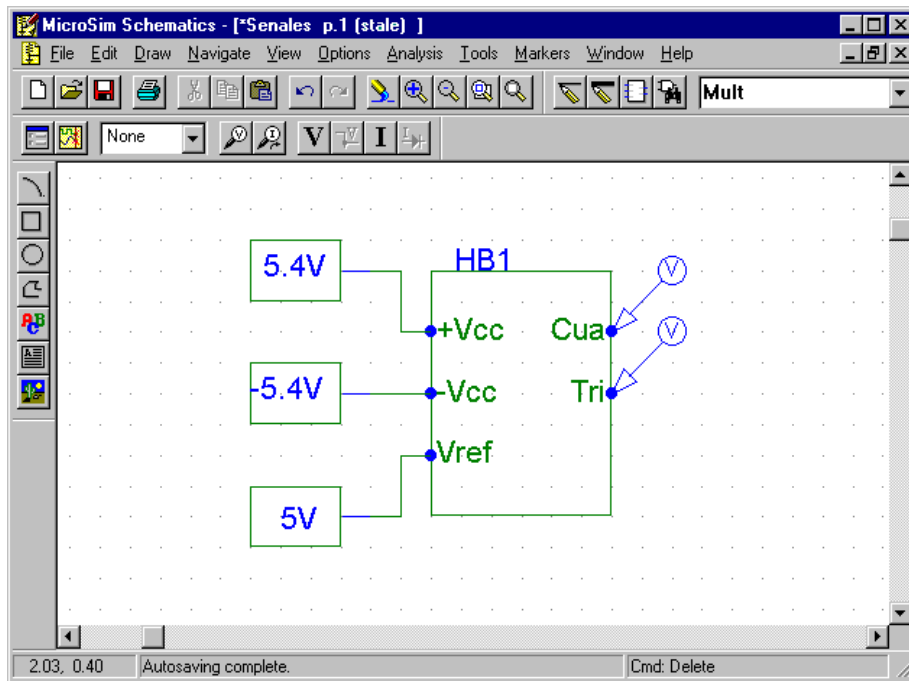 MicroSim Schematics - [*Senales p.1 (stale) ]
File Edit Draw Navigate View Options Analysis Tools Markers Window Help
Mult
None V V I I
ABC
A
5.4V
HB1
V
+Vcc Cua
V
-5.4V
-Vcc Tri
Vref
5V
2.03, 0.40 Autosaving complete. Cmd: Delete